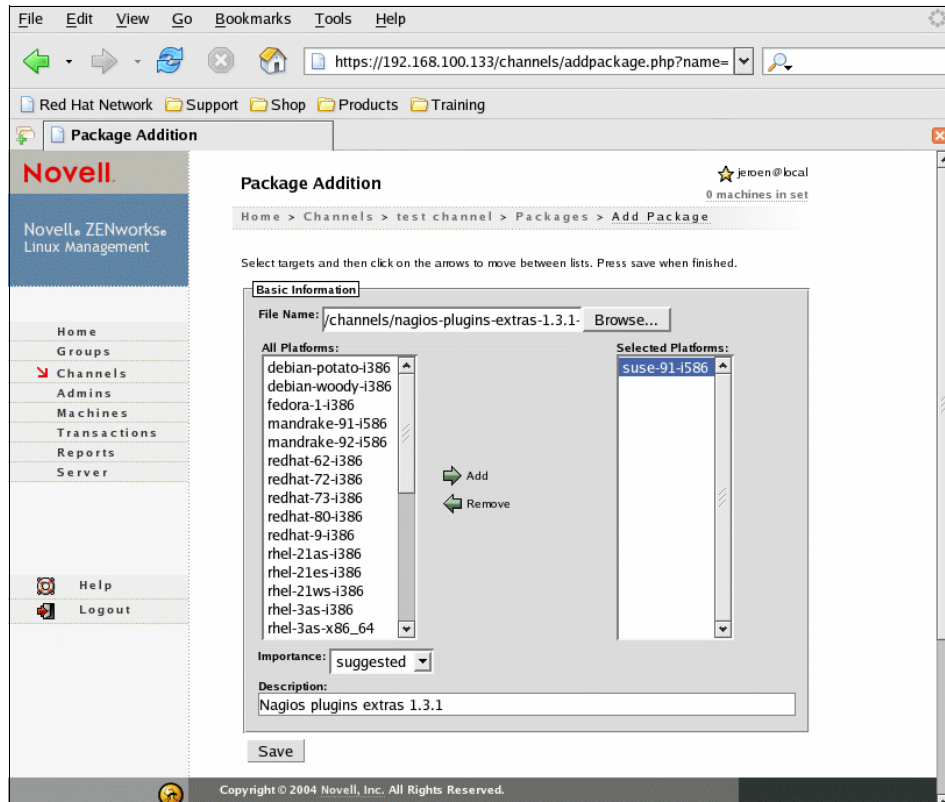 File Edit View Go Bookmarks Tools Help
https://192.168.100.133/channels/addpackage.php?name=
Red Hat Network Support Shop Products Training
Package Addition
Novell.
Novell® ZENworks®
Linux Management
Home
Groups
Channels
Admins
Machines
Transactions
Reports
Server
Help
Logout
Package Addition
jeroen@local
0 machines in set
Home > Channels > test channel > Packages > Add Package
Select targets and then click on the arrows to move between lists. Press save when finished.
Basic Information
File Name: /channels/nagios-plugins-extras-1.3.1- Browse...
All Platforms:
debian-potato-i386
debian-woody-i386
fedora-1-i386
mandrake-91-i586
mandrake-92-i586
redhat-62-i386
redhat-72-i386
redhat-73-i386
redhat-80-i386
redhat-9-i386
rhel-21as-i386
rhel-21es-i386
rhel-21ws-i386
rhel-3as-i386
rhel-3as-x86_64
Add
Remove
Selected Platforms:
suse-91-i586
Importance: suggested
Description:
Nagios plugins extras 1.3.1
Save
Copyright © 2004 Novell, Inc. All Rights Reserved.